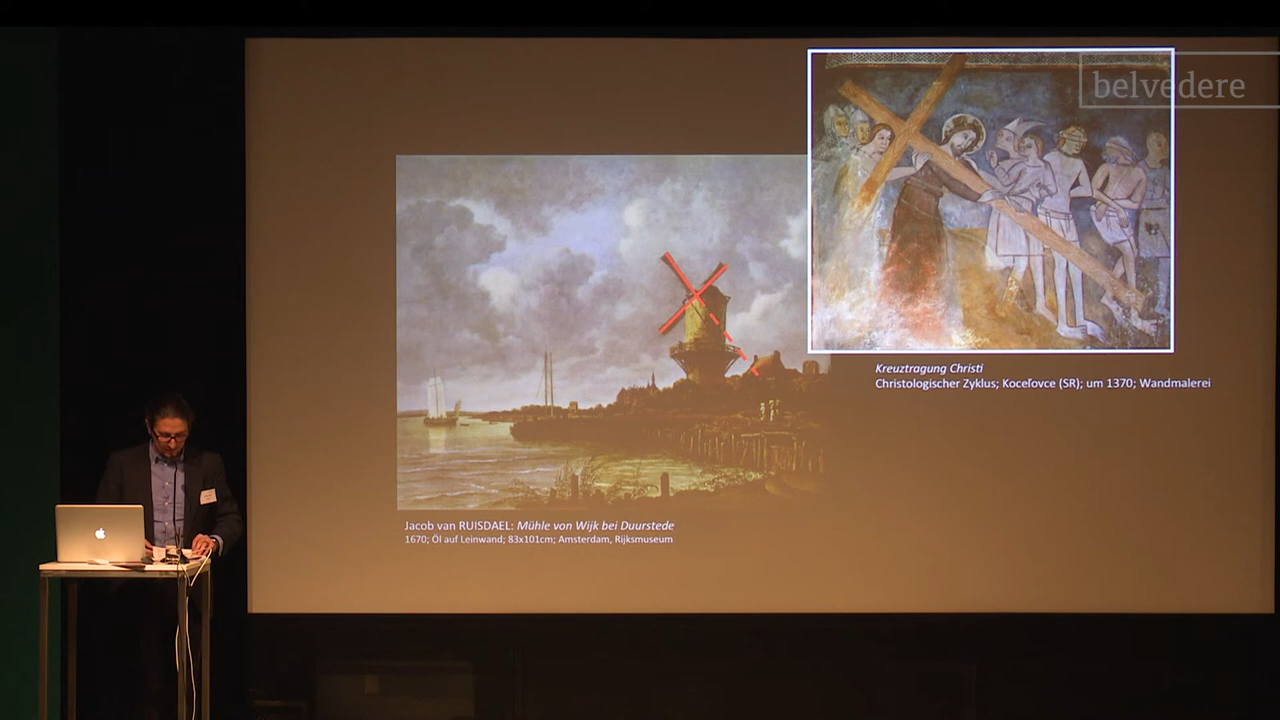 belvedere
Kreuztragung Christi
Christologischer Zyklus; Koceľovce (SR); um 1370; Wandmalerei
Jacob van RUISDAEL: Mühle von Wijk bei Duurstede
1670; Öl auf Leinwand; 83x101cm; Amsterdam, Rijksmuseum